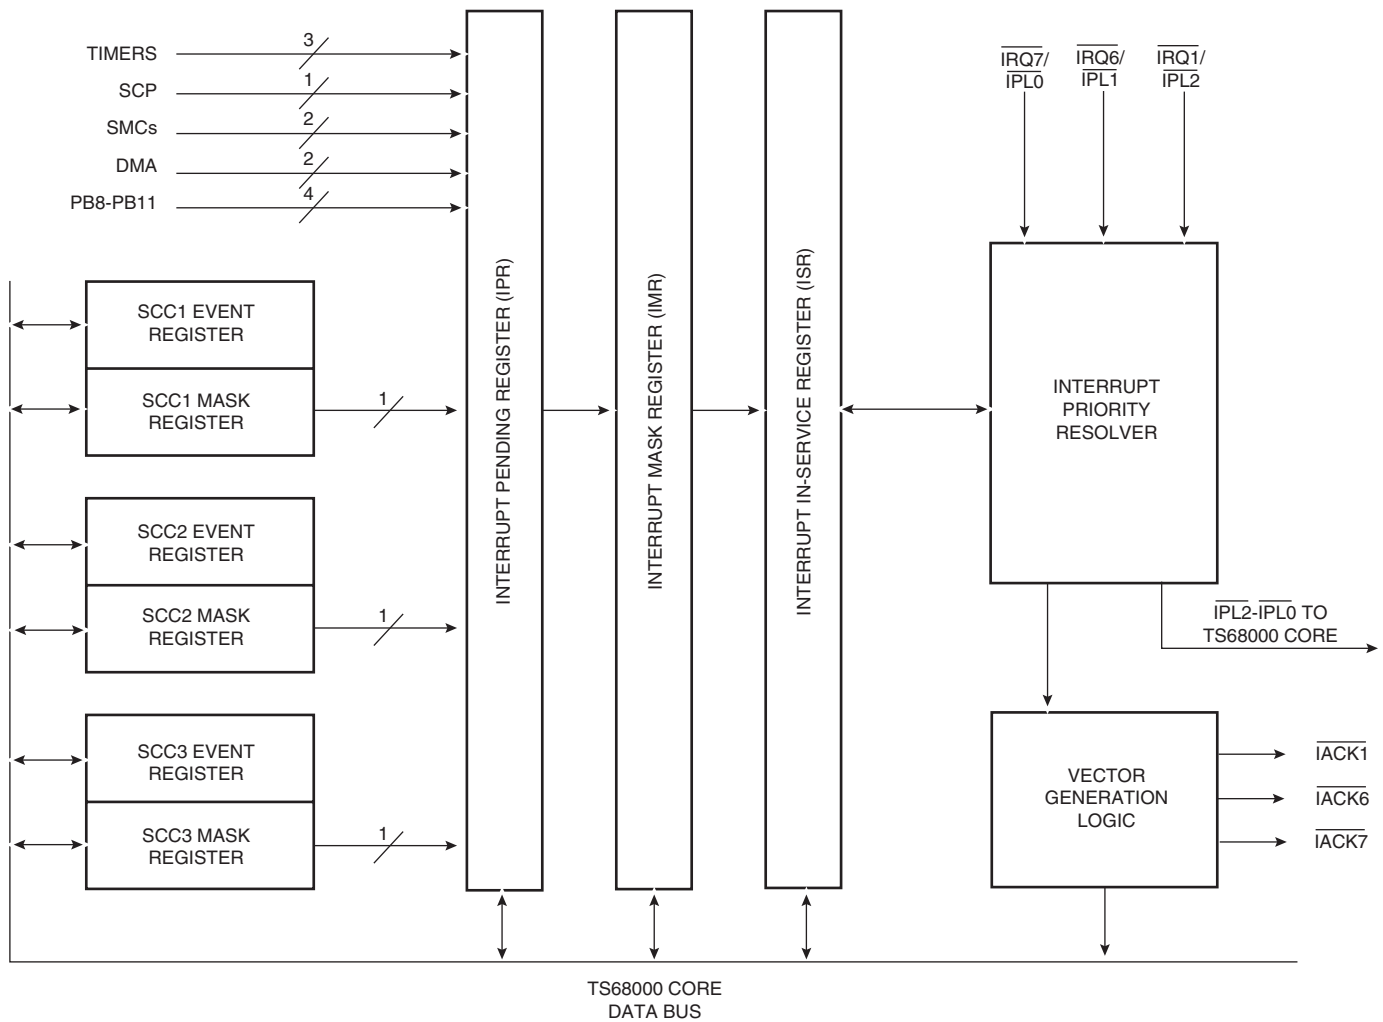 TIMERS
3
SCP
1
SMCs
2
DMA
2
PB8-PB11
4
SCC1 EVENT
REGISTER
SCC1 MASK
REGISTER
1
SCC2 EVENT
REGISTER
SCC2 MASK
REGISTER
1
SCC3 EVENT
REGISTER
SCC3 MASK
REGISTER
1
INTERRUPT PENDING REGISTER (IPR)
INTERRUPT MASK REGISTER (IMR)
INTERRUPT IN-SERVICE REGISTER (ISR)
IRQ7/
IPL0
IRQ6/
IPL1
IRQ1/
IPL2
INTERRUPT
PRIORITY
RESOLVER
IPL2-IPL0 TO
TS68000 CORE
VECTOR
GENERATION
LOGIC
IACK1
IACK6
IACK7
TS68000 CORE
DATA BUS